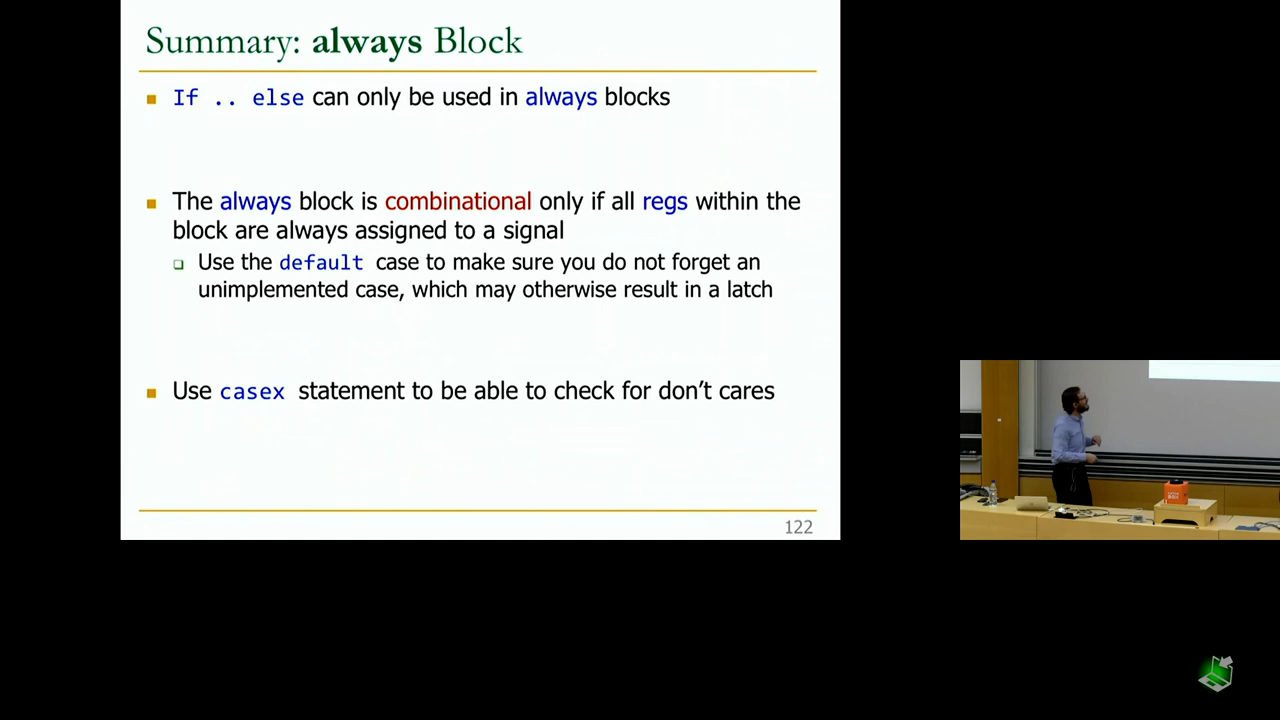 Summary: always Block
If .. else can only be used in always blocks
The always block is combinational only if all regs within the
block are always assigned to a signal
Use the default case to make sure you do not forget an
unimplemented case, which may otherwise result in a latch
Use casex statement to be able to check for don't cares
122